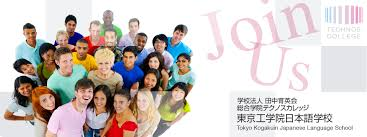 Join
Us
TECHNOS
COLLEGE
学校法人 田中育英会
総合学院テクノスカレッジ
東京工学院日本語学校
Tokyo Kogakuin Japanese Language School